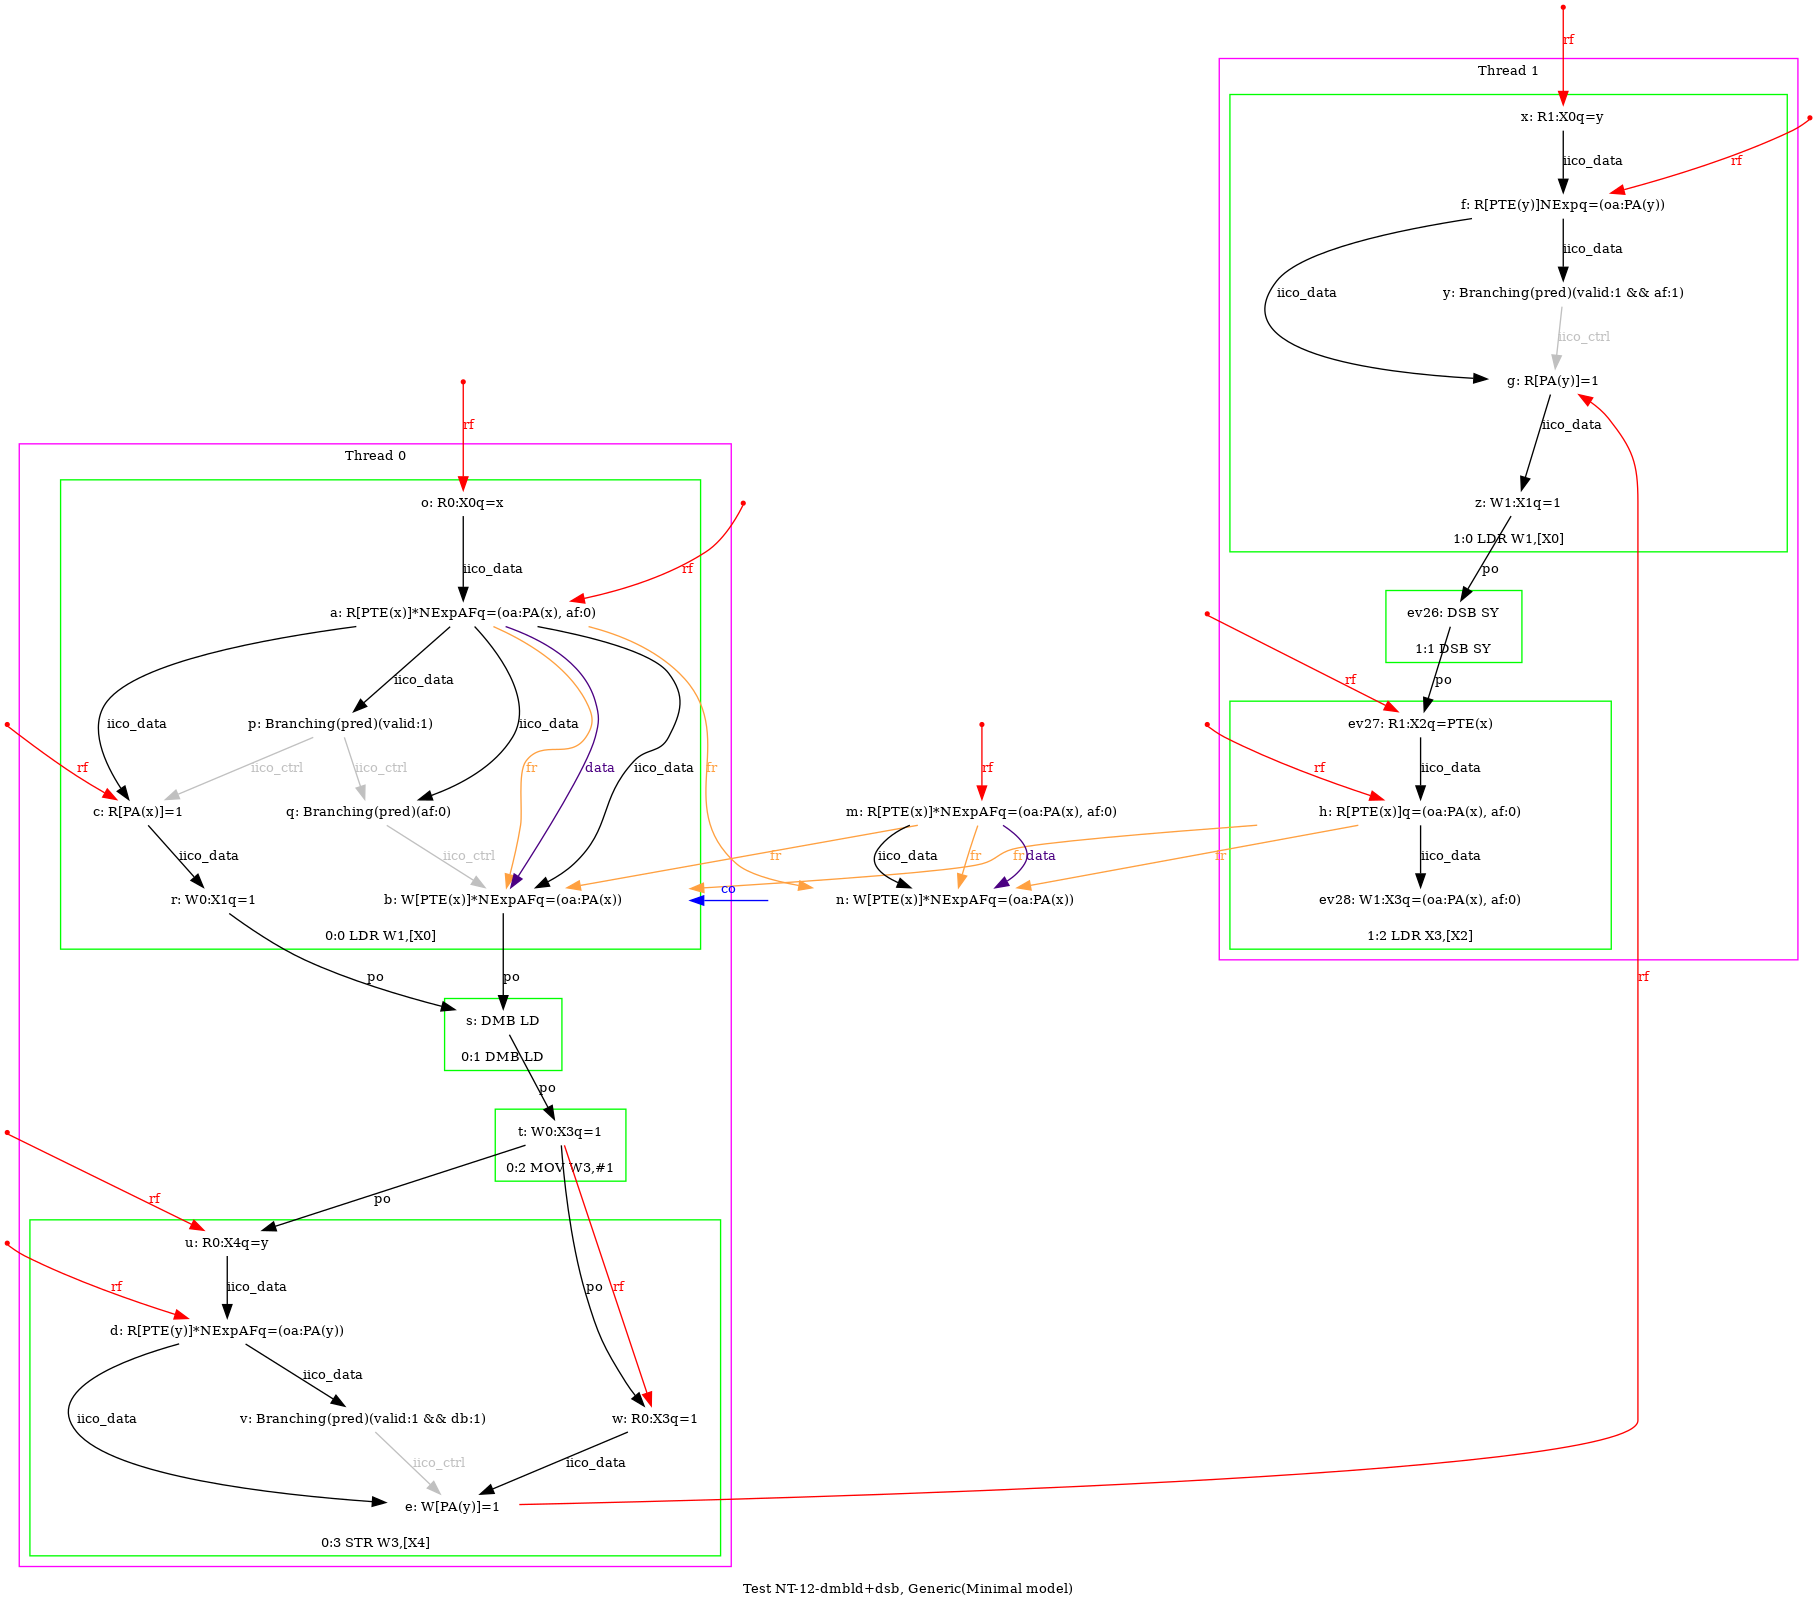 rf
Thread 1
x: R1:X0q=y
iico_data
rf
f: R[PTE(y)]NExpq=(oa:PA(y))
iico_data
iico_data
y: Branching(pred)(valid:1 && af:1)
iico_ctrl
g: R[PA(y)]=1
iico_data
z: W1:X1q=1
1:0 LDR W1,[X0]
po
ev26: DSB SY
1:1 DSB SY
rf
po
ev27: R1:X2q=PTE(x)
rf
iico_data
h: R[PTE(x)]q=(oa:PA(x), af:0)
iico_data
ev28: W1:X3q=(oa:PA(x), af:0)
1:2 LDR X3,[X2]
rf
rf
Thread 0
o: R0:X0q=x
iico_data
rf
a: R[PTE(x)]*NExpAFq=(oa:PA(x), af:0)
iico_data
p: Branching(pred)(valid:1)
iico_data
iico_data
rf
iico_ctrl
iico_ctrl
fr
data
iico_data
fr
rf
c: R[PA(x)]=1
q: Branching(pred)(af:0)
m: R[PTE(x)]*NExpAFq=(oa:PA(x), af:0)
iico_data
iico_ctrl
fr
iico_data
fr
fr
data
fr
r: W0:X1q=1
b: W[PTE(x)]*NExpAFq=(oa:PA(x))
co
n: W[PTE(x)]*NExpAFq=(oa:PA(x))
0:0 LDR W1,[X0]
po
po
s: DMB LD
0:1 DMB LD
po
t: W0:X3q=1
0:2 MOV W3,#1
rf
po
u: R0:X4q=y
rf
iico_data
po
rf
d: R[PTE(y)]*NExpAFq=(oa:PA(y))
iico_data
iico_data
v: Branching(pred)(valid:1 && db:1)
w: R0:X3q=1
iico_ctrl
iico_data
e: W[PA(y)]=1
0:3 STR W3,[X4]
Test NT-12-dmbld+dsb, Generic(Minimal model)